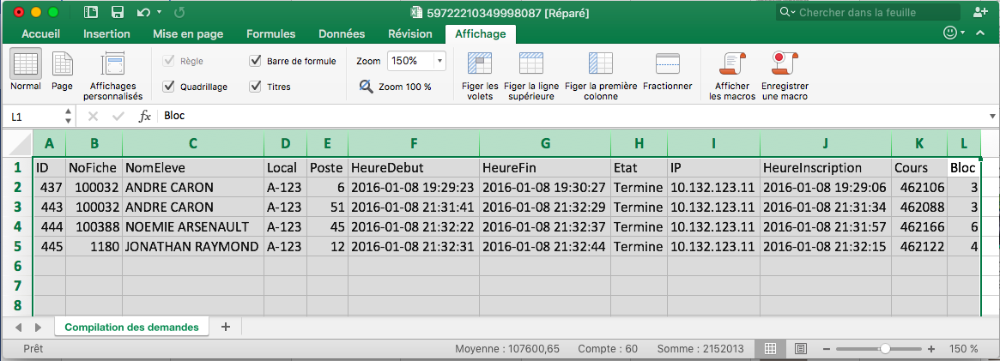 59722210349998087 [Réparé]
Chercher dans la feuille
Accueil Insertion Mise en page Formules Données Révision Affichage
Normal Page Affichages personnalisés
Règle Barre de formule
Quadrillage Titres
Zoom 150%
Zoom 100 %
Figer les volets Figer la ligne supérieure Figer la première colonne Fractionner
Afficher les macros Enregistrer une macro
L1 fx Bloc
A B C D E F G H I J K L
1 ID NoFiche NomEleve Local Poste HeureDebut HeureFin Etat IP HeureInscription Cours Bloc
2 437 100032 ANDRE CARON A-123 6 2016-01-08 19:29:23 2016-01-08 19:30:27 Termine 10.132.123.11 2016-01-08 19:29:06 462106 3
3 443 100032 ANDRE CARON A-123 51 2016-01-08 21:31:41 2016-01-08 21:32:29 Termine 10.132.123.11 2016-01-08 21:31:34 462088 3
4 444 100388 NOEMIE ARSENAULT A-123 45 2016-01-08 21:32:22 2016-01-08 21:32:37 Termine 10.132.123.11 2016-01-08 21:31:57 462166 6
5 445 1180 JONATHAN RAYMOND A-123 12 2016-01-08 21:32:31 2016-01-08 21:32:44 Termine 10.132.123.11 2016-01-08 21:32:15 462122 4
6
7
8
Compilation des demandes +
Prêt Moyenne : 107600,65 Compte : 60 Somme : 2152013 150 %